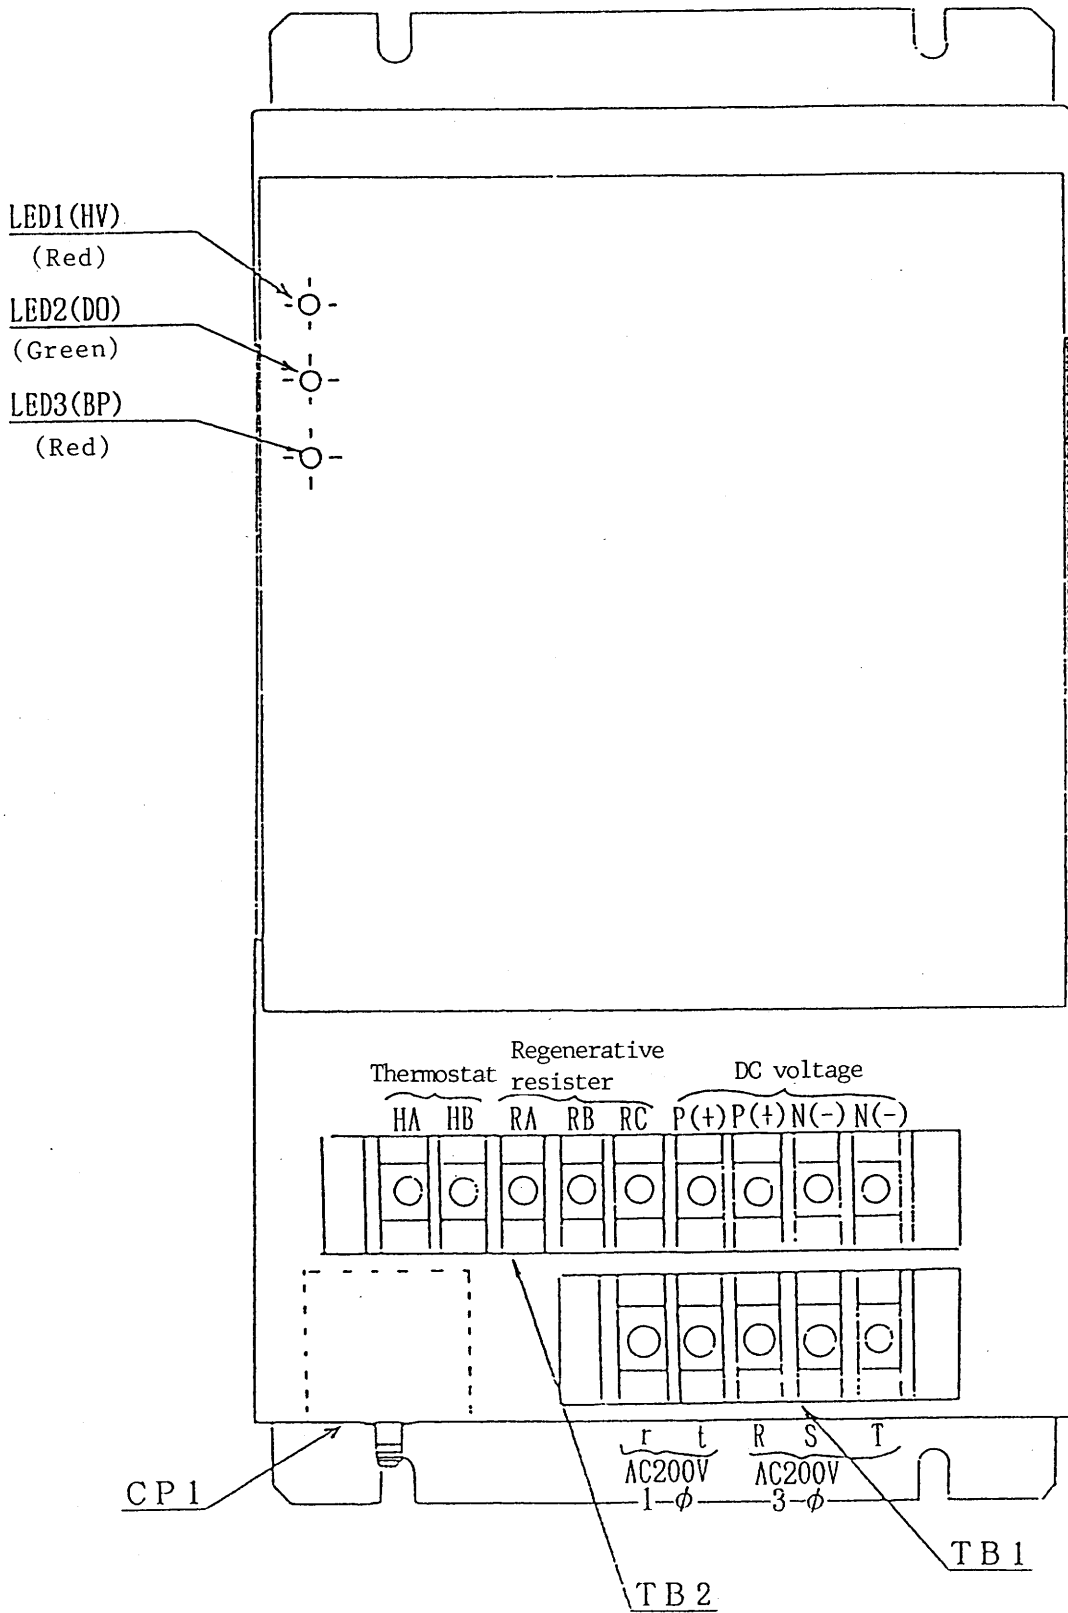 LED1(HV)
(Red)
LED2(DO)
(Green)
LED3(BP)
(Red)
Thermostat
Regenerative
resister
DC voltage
HA HB RA RB RC P(+) P(+) N(-) N(-)
r t R S T
AC200V AC200V
1-φ 3-φ
CP1
TB1
TB2